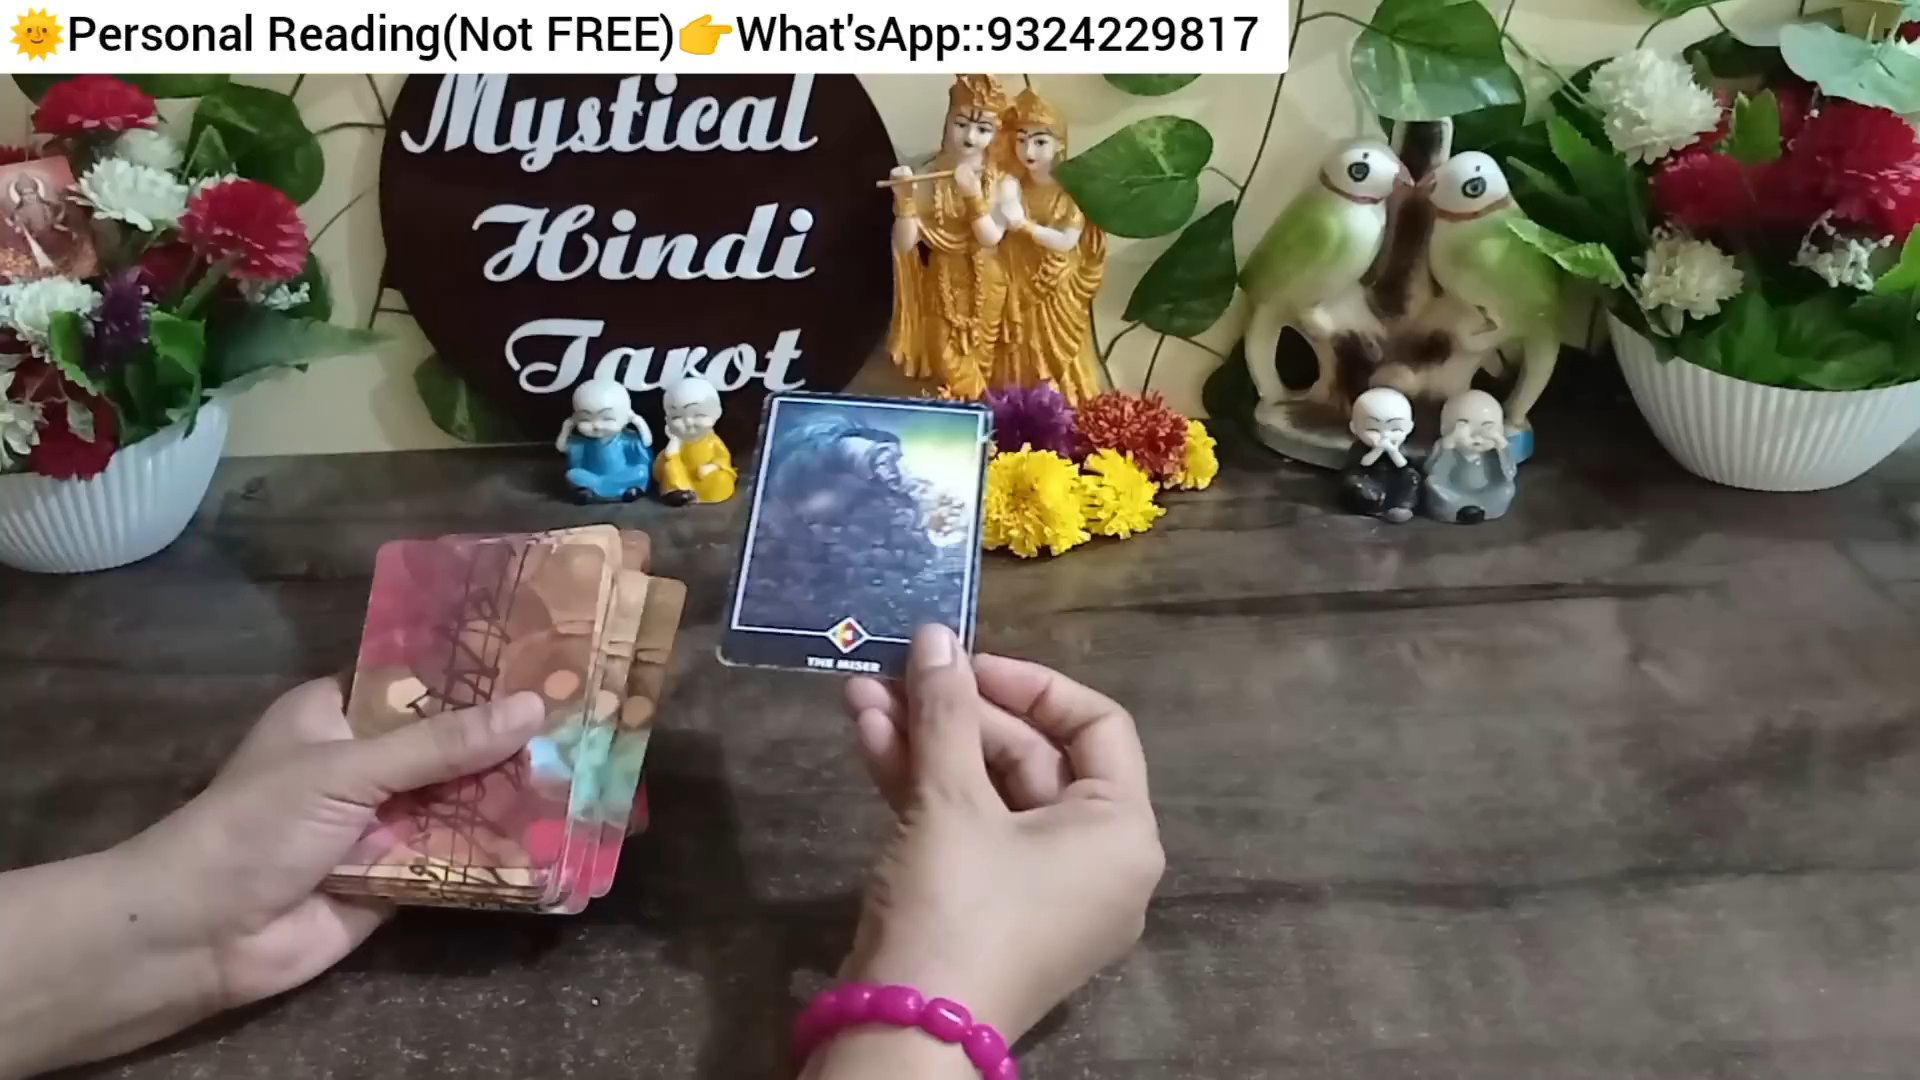 🌞Personal Reading(Not FREE)👉What'sApp::9324229817
Mystical
Hindi
Tarot
THE MISER